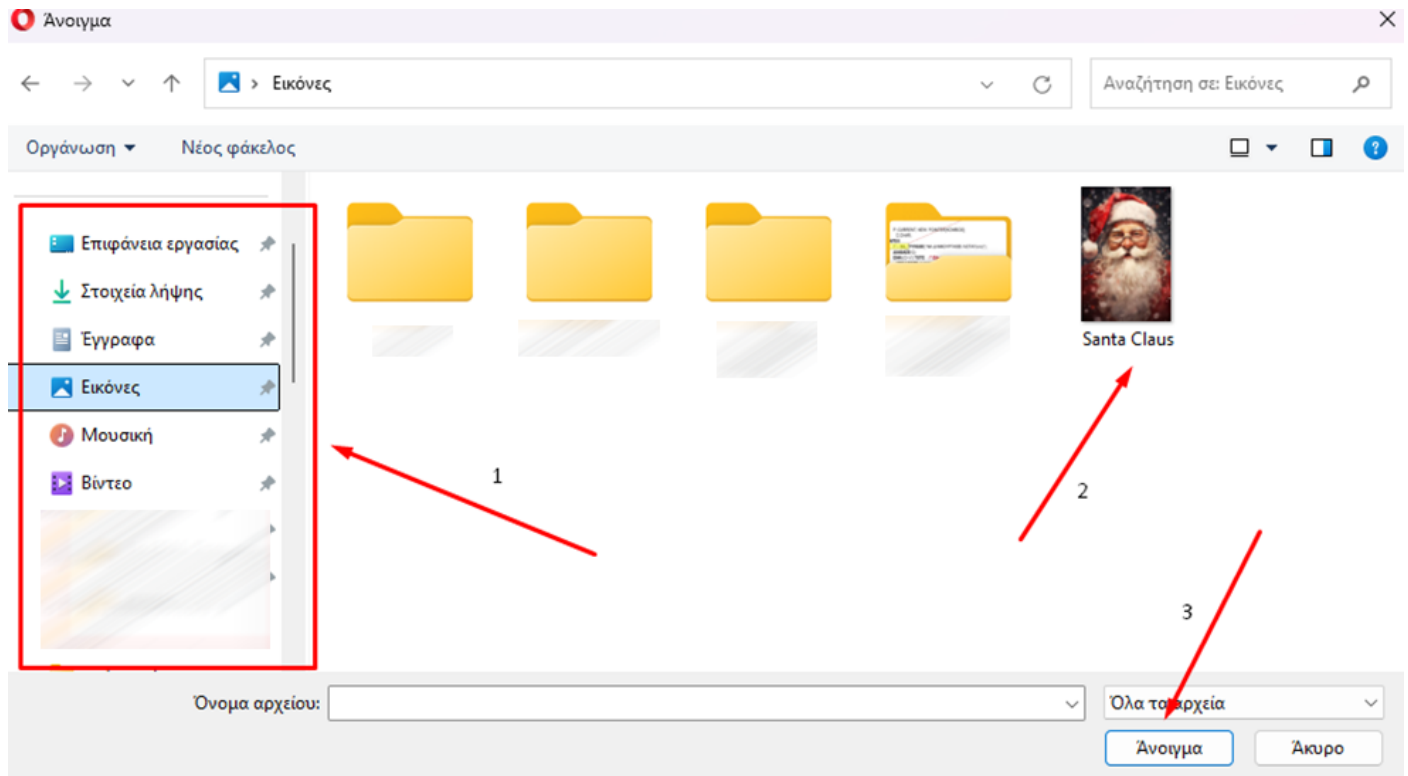 Άνοιγμα
Εικόνες
Αναζήτηση σε: Εικόνες
Οργάνωση
Νέος φάκελος
Επιφάνεια εργασίας
Στοιχεία λήψης
Έγγραφα
Εικόνες
Μουσική
Βίντεο
Santa Claus
1
2
3
Όνομα αρχείου:
Όλα τα αρχεία
Άνοιγμα
Άκυρο